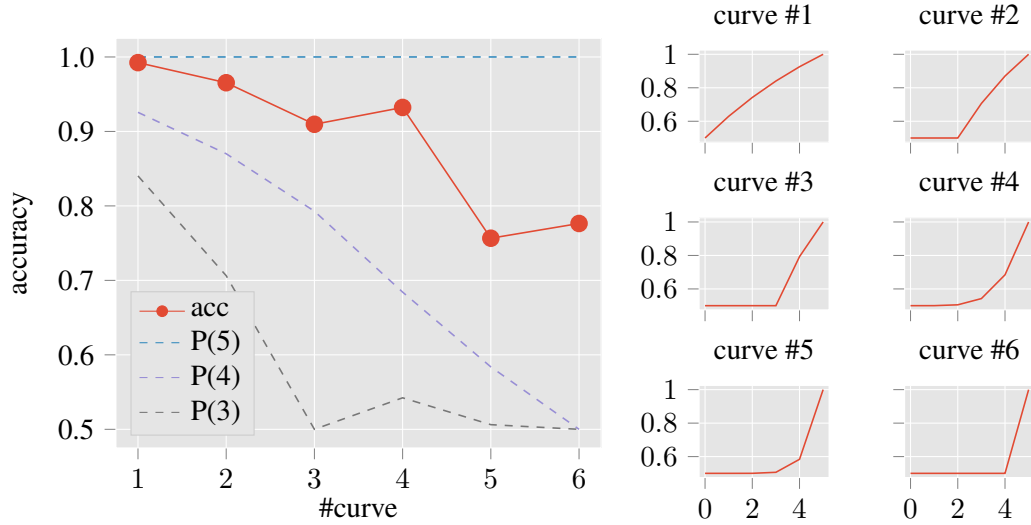 accuracy
1.0
0.9
0.8
0.7
0.6
0.5
acc
P(5)
P(4)
P(3)
1 2 3 4 5 6
#curve
curve #1
1
0.8
0.6
curve #2
curve #3
1
0.8
0.6
curve #4
curve #5
1
0.8
0.6
0 2 4
curve #6
0 2 4